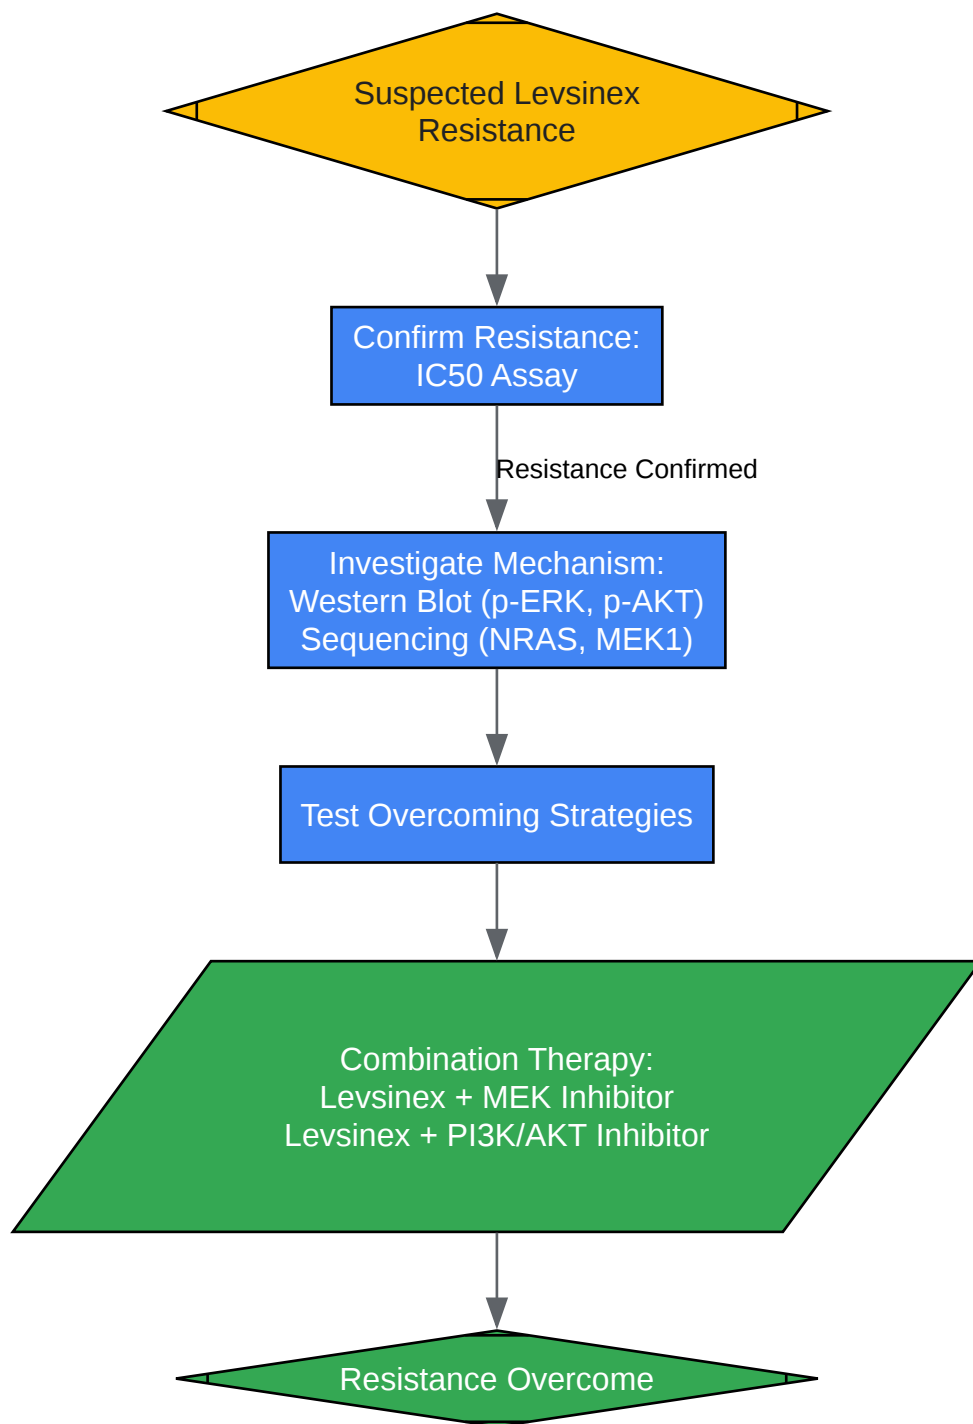 Suspected Levsinex
Resistance
Confirm Resistance:
IC50 Assay
Resistance Confirmed
Investigate Mechanism:
Western Blot (p-ERK, p-AKT)
Sequencing (NRAS, MEK1)
Test Overcoming Strategies
Combination Therapy:
Levsinex + MEK Inhibitor
Levsinex + PI3K/AKT Inhibitor
Resistance Overcome